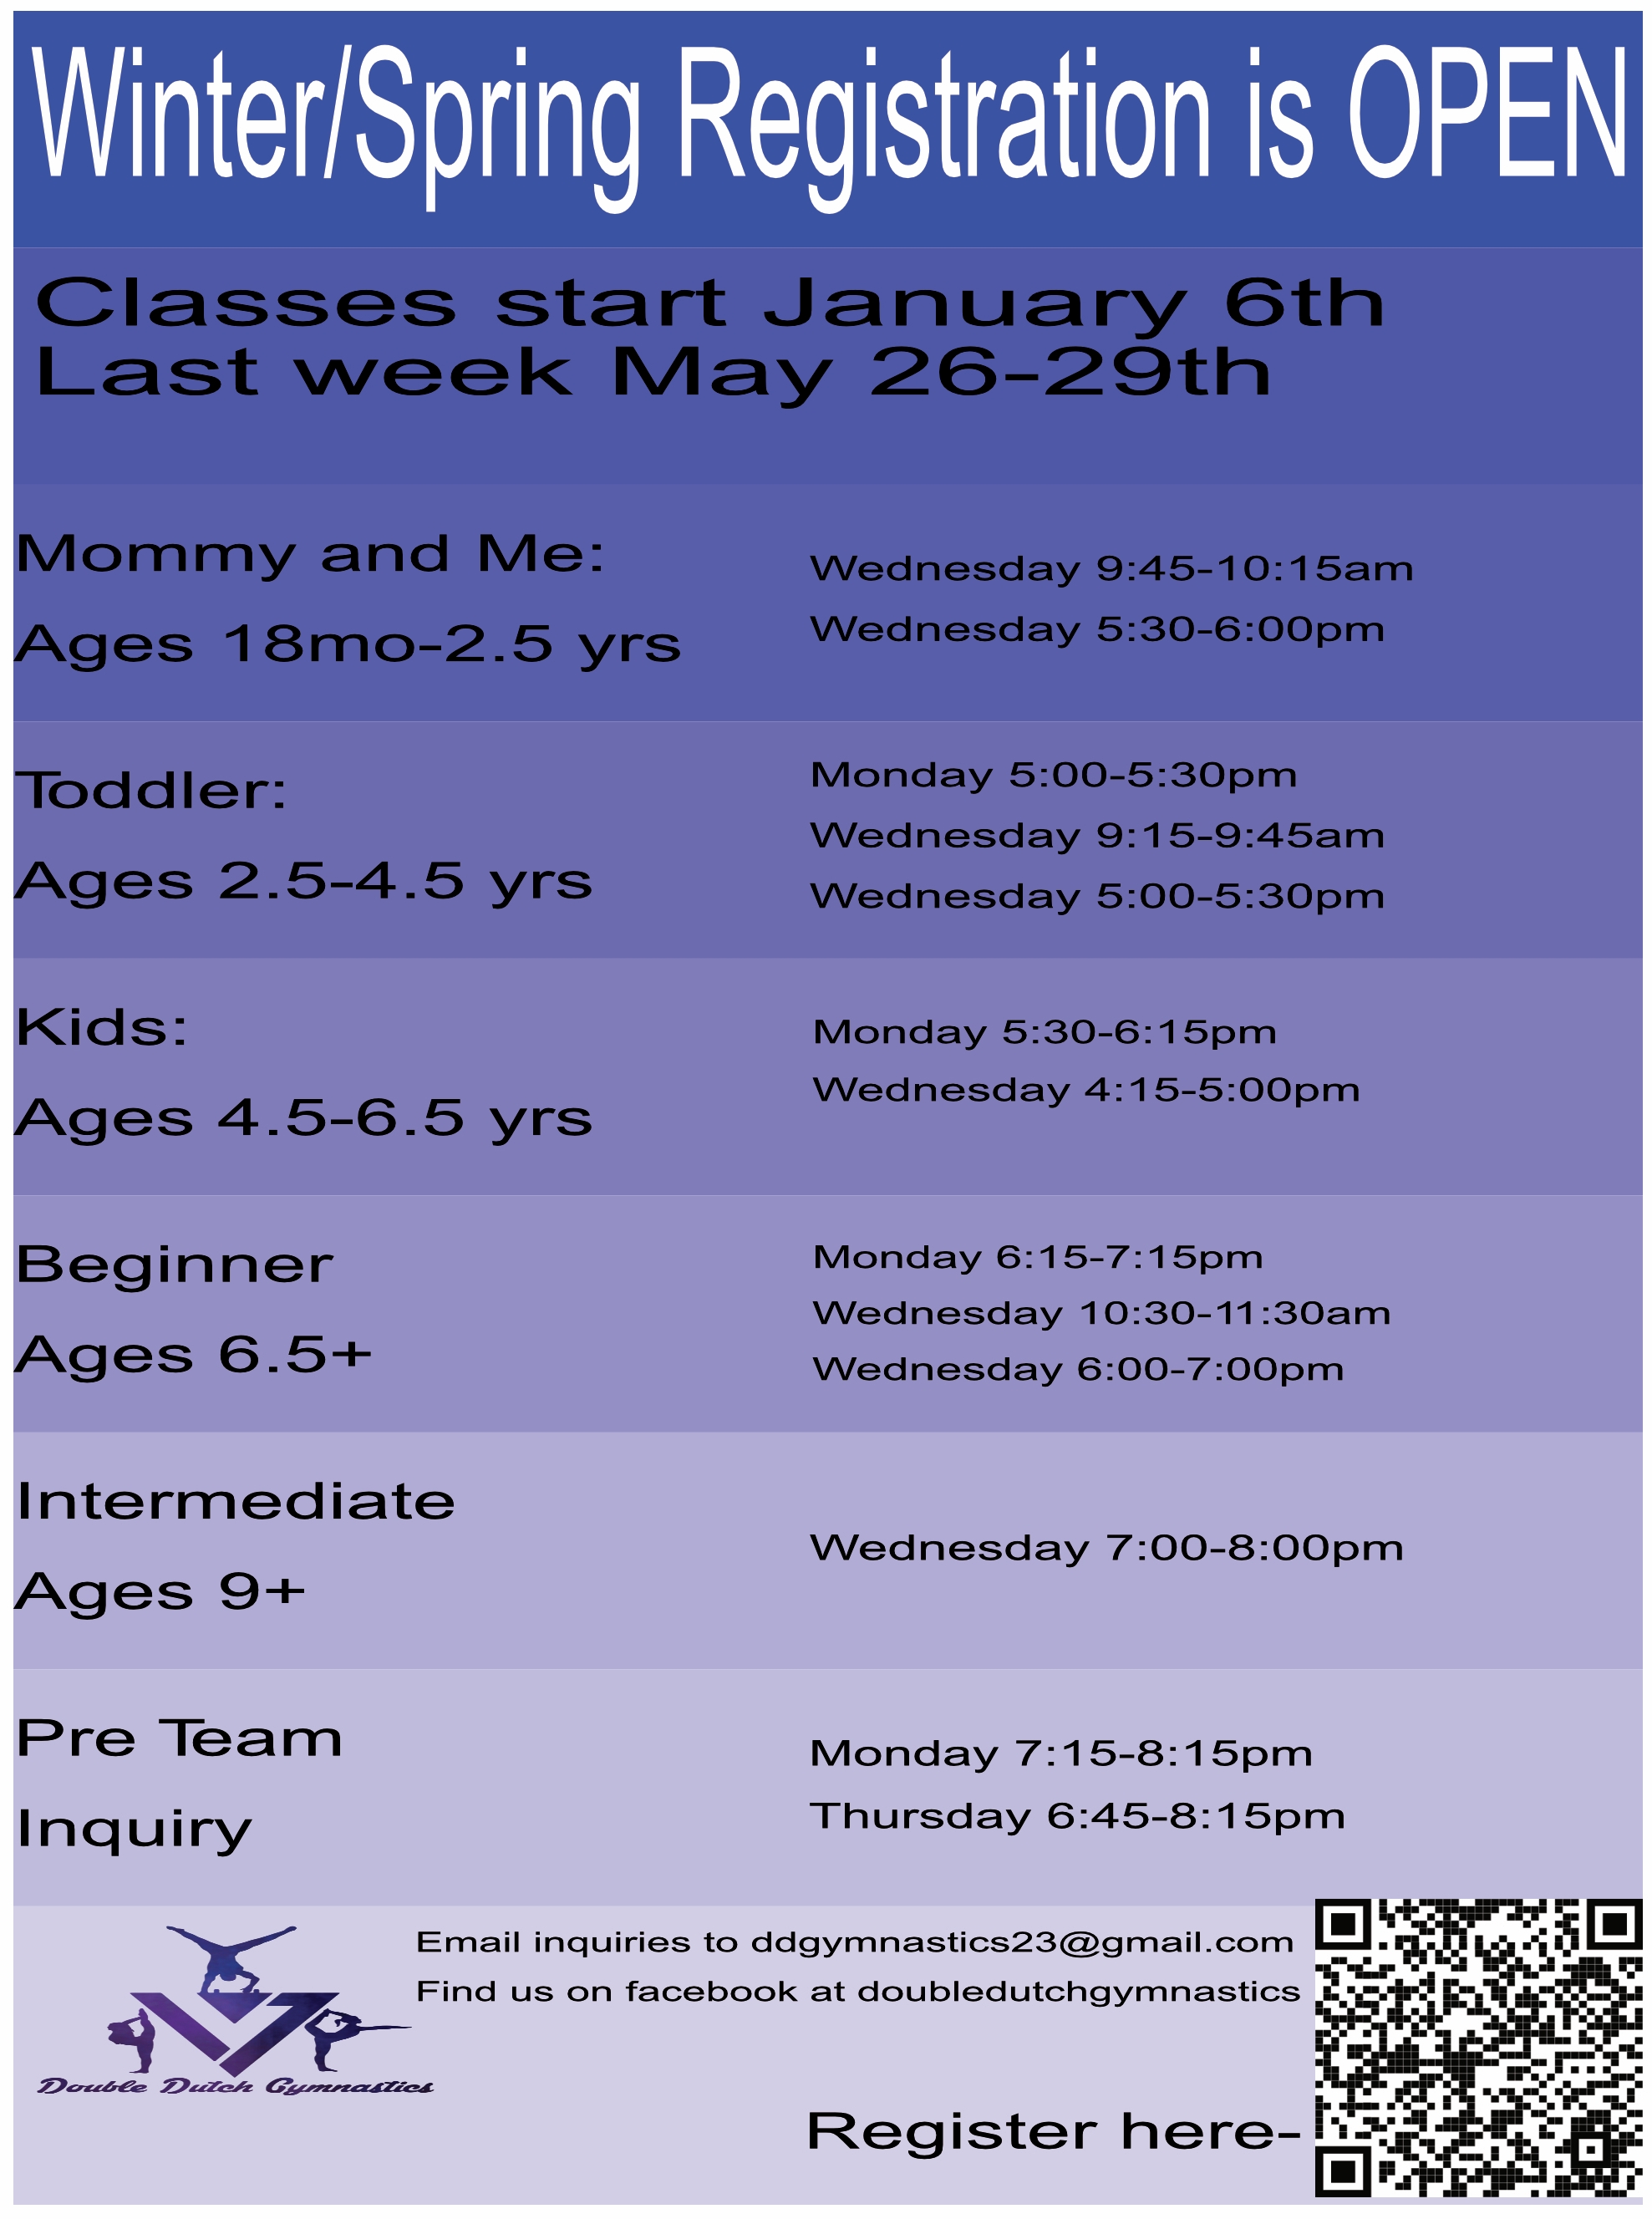 Winter/Spring Registration is OPEN
Classes start January 6th
Last week May 26-29th
Mommy and Me:
Ages 18mo-2.5 yrs
Wednesday 9:45-10:15am
Wednesday 5:30-6:00pm
Toddler:
Ages 2.5-4.5 yrs
Monday 5:00-5:30pm
Wednesday 9:15-9:45am
Wednesday 5:00-5:30pm
Kids:
Ages 4.5-6.5 yrs
Monday 5:30-6:15pm
Wednesday 4:15-5:00pm
Beginner
Ages 6.5+
Monday 6:15-7:15pm
Wednesday 10:30-11:30am
Wednesday 6:00-7:00pm
Intermediate
Ages 9+
Wednesday 7:00-8:00pm
Pre Team
Inquiry
Monday 7:15-8:15pm
Thursday 6:45-8:15pm
Double Dutch Gymnastics
Email inquiries to ddgymnastics23@gmail.com
Find us on facebook at doubledutchgymnastics
Register here-